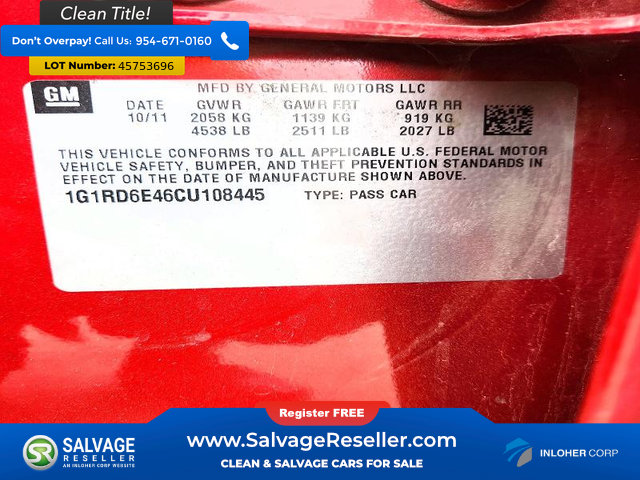 Clean Title!
Don't Overpay! Call Us: 954-671-0160
LOT Number: 45753696
GM
MFD BY GENERAL MOTORS LLC
DATE GVWR GAWR FRT GAWR RR
10/11 2058 KG 1139 KG 919 KG
4538 LB 2511 LB 2027 LB
THIS VEHICLE CONFORMS TO ALL APPLICABLE U.S. FEDERAL MOTOR
VEHICLE SAFETY, BUMPER, AND THEFT PREVENTION STANDARDS IN
EFFECT ON THE DATE OF MANUFACTURE SHOWN ABOVE.
1G1RD6E46CU108445 TYPE: PASS CAR
Register FREE
SALVAGE
RESELLER
AN INLOHER CORP WEBSITE
www.SalvageReseller.com
CLEAN & SALVAGE CARS FOR SALE
INLOHER CORP